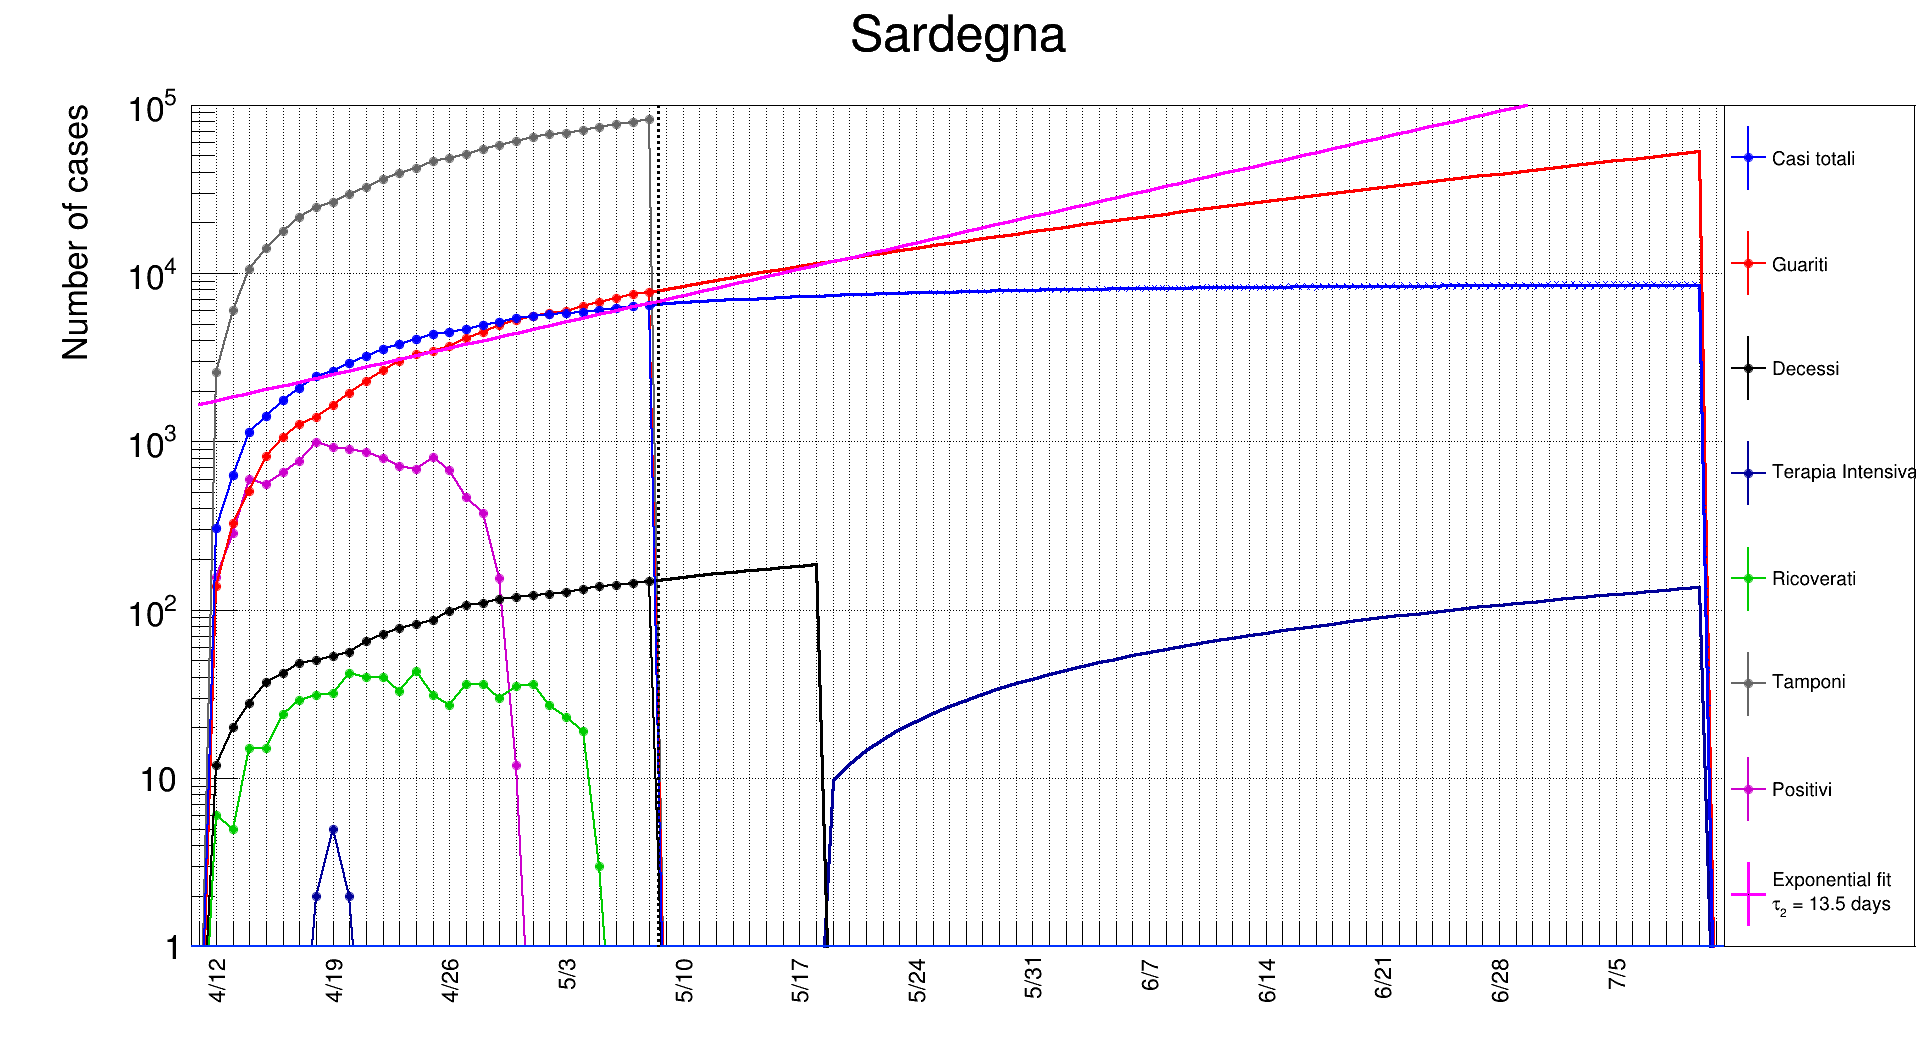 Sardegna
Number of cases
10^5
10^4
10^3
10^2
10
1
4/12
4/19
4/26
5/3
5/10
5/17
5/24
5/31
6/7
6/14
6/21
6/28
7/5
Casi totali
Guariti
Decessi
Terapia Intensiva
Ricoverati
Tamponi
Positivi
Exponential fit
τ_2 = 13.5 days